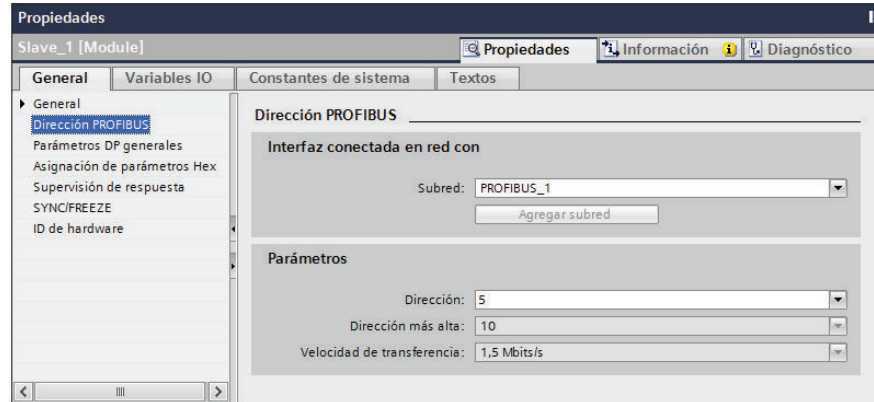 Propiedades
Slave_1 [Module]
Propiedades Información Diagnóstico
General Variables IO Constantes de sistema Textos
General
Dirección PROFIBUS
Parámetros DP generales
Asignación de parámetros Hex
Supervisión de respuesta
SYNC/FREEZE
ID de hardware
Dirección PROFIBUS
Interfaz conectada en red con
Subred: PROFIBUS_1
Agregar subred
Parámetros
Dirección: 5
Dirección más alta: 10
Velocidad de transferencia: 1,5 Mbits/s